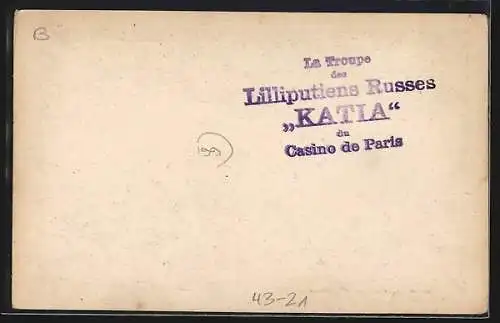 B
La Troupe
des
Lilliputiens Russes
„KATIA“
du
Casino de Paris
43-21